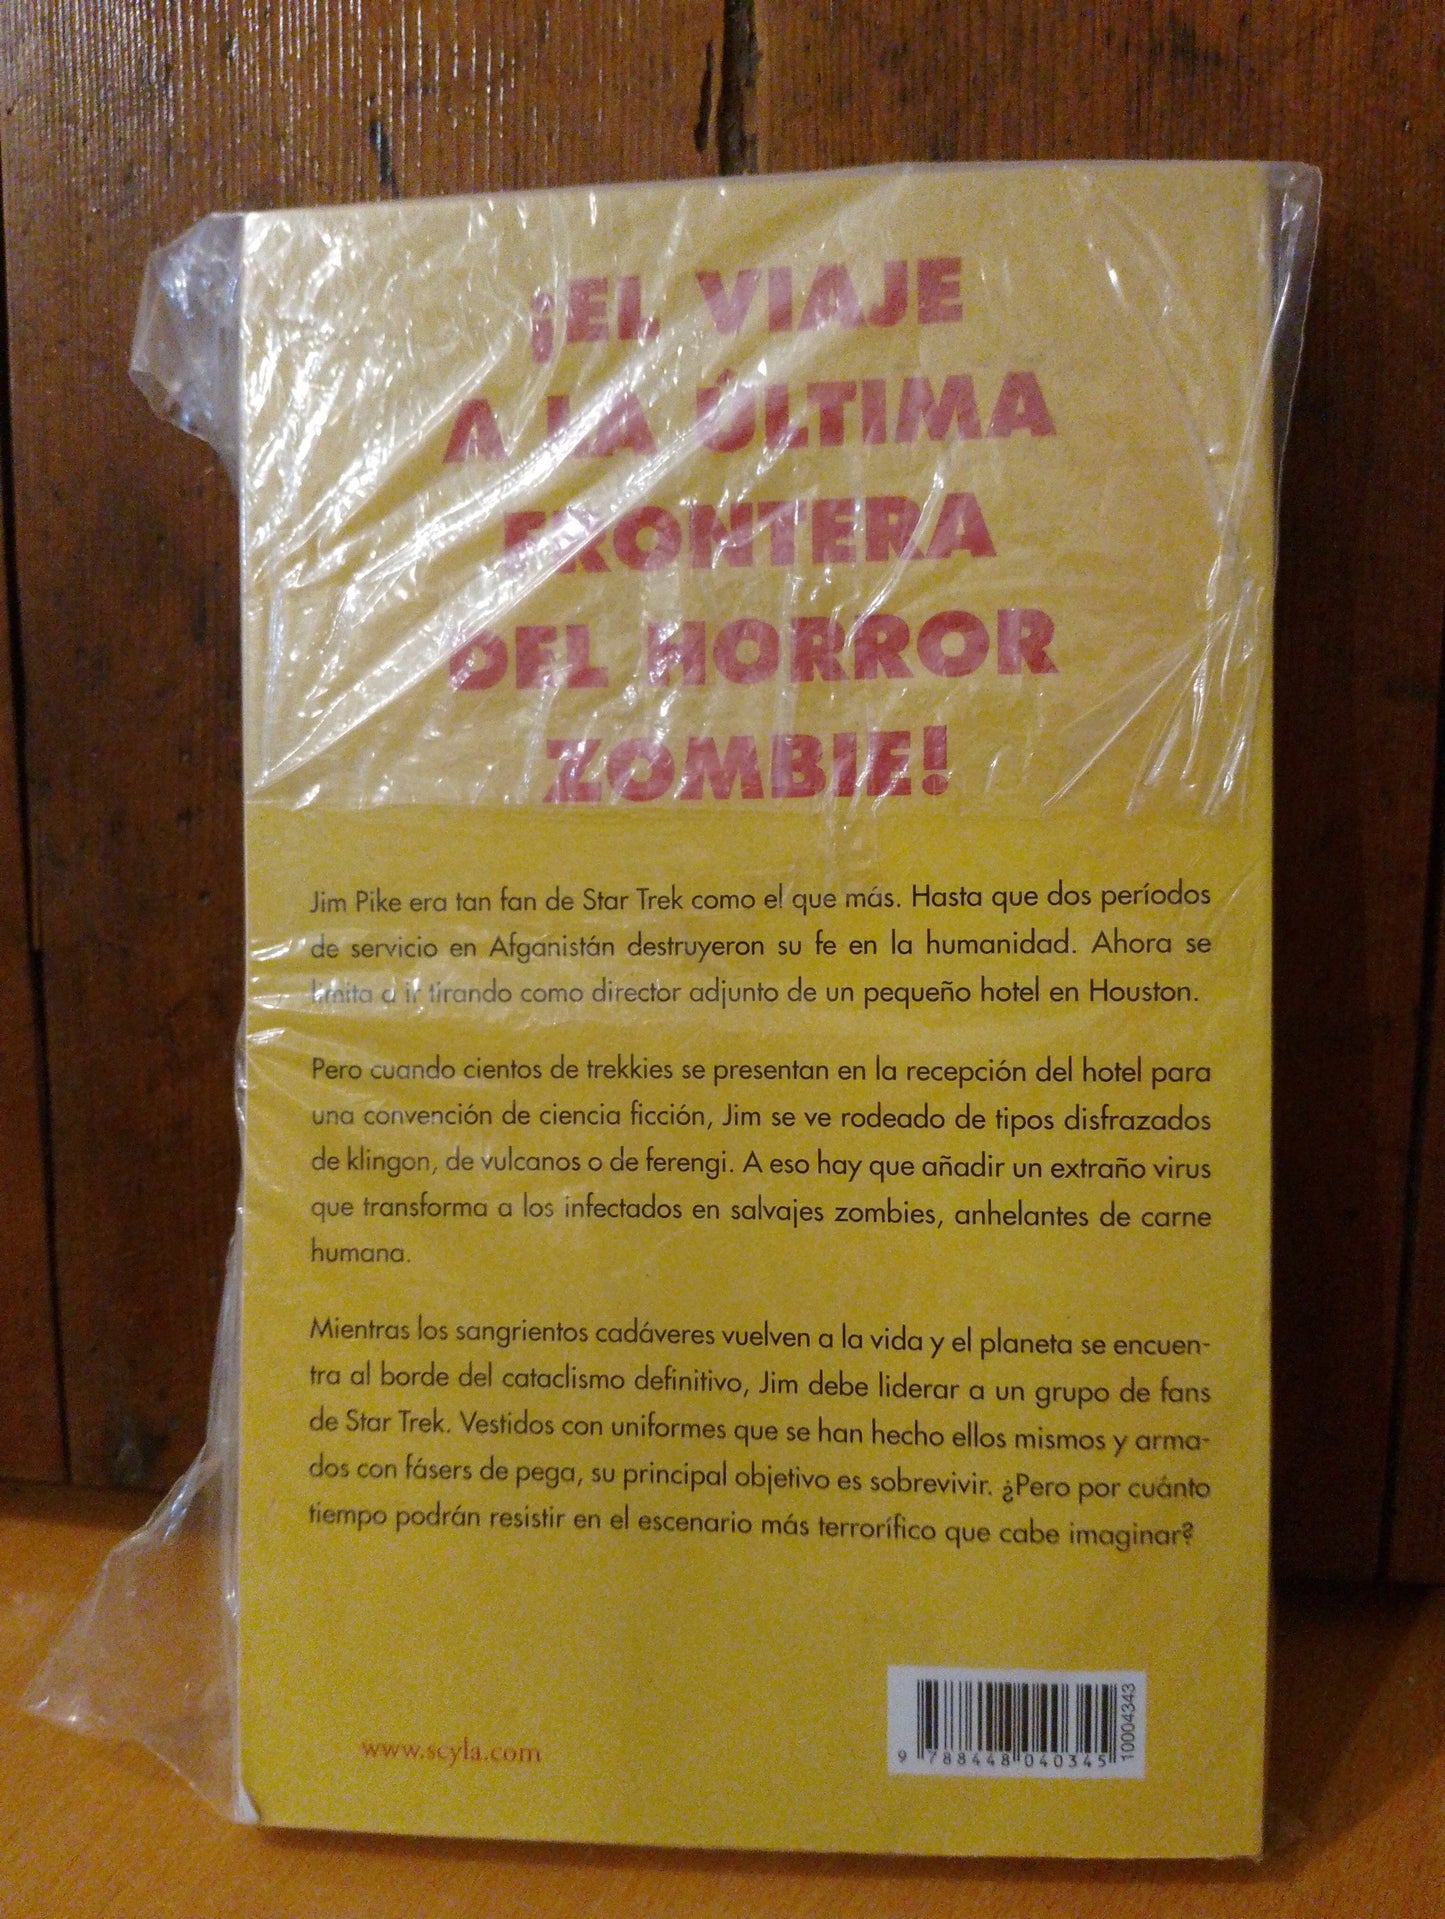 ¡EL VIAJE
A LA ÚLTIMA
FRONTERA
DEL HORROR
ZOMBIE!
Jim Pike era tan fan de Star Trek como el que más. Hasta que dos períodos
de servicio en Afganistán destruyeron su fe en la humanidad. Ahora se
limita a ir tirando como director adjunto de un pequeño hotel en Houston.
Pero cuando cientos de trekkies se presentan en la recepción del hotel para
una convención de ciencia ficción, Jim se ve rodeado de tipos disfrazados
de klingon, de vulcanos o de ferengi. A eso hay que añadir un extraño virus
que transforma a los infectados en salvajes zombies, anhelantes de carne
humana.
Mientras los sangrientos cadáveres vuelven a la vida y el planeta se encuen-
tra al borde del cataclismo definitivo, Jim debe liderar a un grupo de fans
de Star Trek. Vestidos con uniformes que se han hecho ellos mismos y arma-
dos con fásers de pega, su principal objetivo es sobrevivir. ¿Pero por cuánto
tiempo podrán resistir en el escenario más terrorífico que cabe imaginar?
www.scyla.com
9 788448 040345
10004343